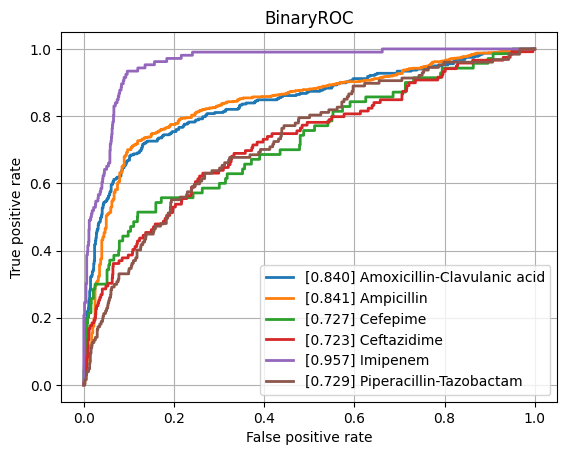 BinaryROC
1.0
0.8
0.6
0.4
0.2
0.0
True positive rate
[0.840] Amoxicillin-Clavulanic acid
[0.841] Ampicillin
[0.727] Cefepime
[0.723] Ceftazidime
[0.957] Imipenem
[0.729] Piperacillin-Tazobactam
0.0 0.2 0.4 0.6 0.8 1.0
False positive rate